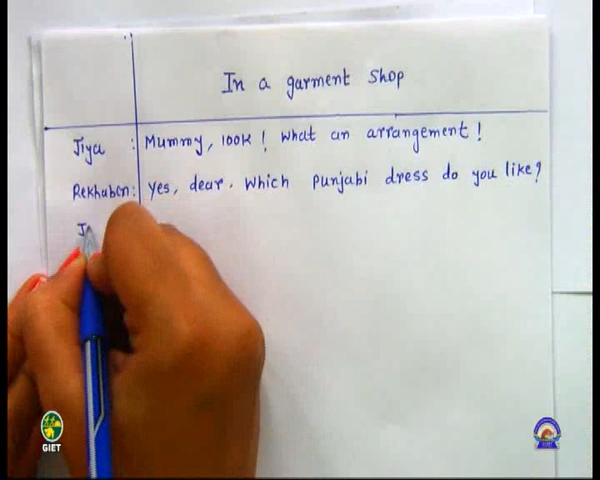 In a garment shop
Jiya : Mummy, look! What an arrangement!
Rekhaben: Yes, dear. Which punjabi dress do you like?
GIET